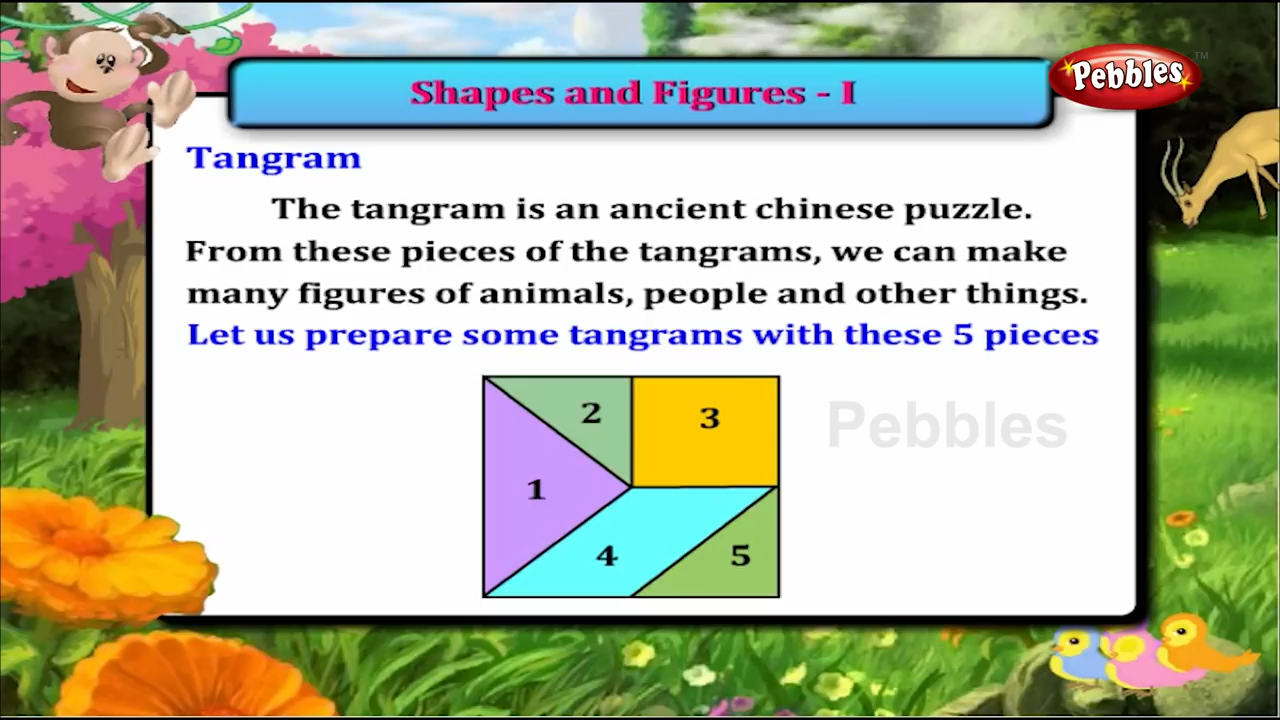 Pebbles™
Shapes and Figures - I
Tangram
The tangram is an ancient chinese puzzle.
From these pieces of the tangrams, we can make
many figures of animals, people and other things.
Let us prepare some tangrams with these 5 pieces
2
3
Pebbles
1
4
5